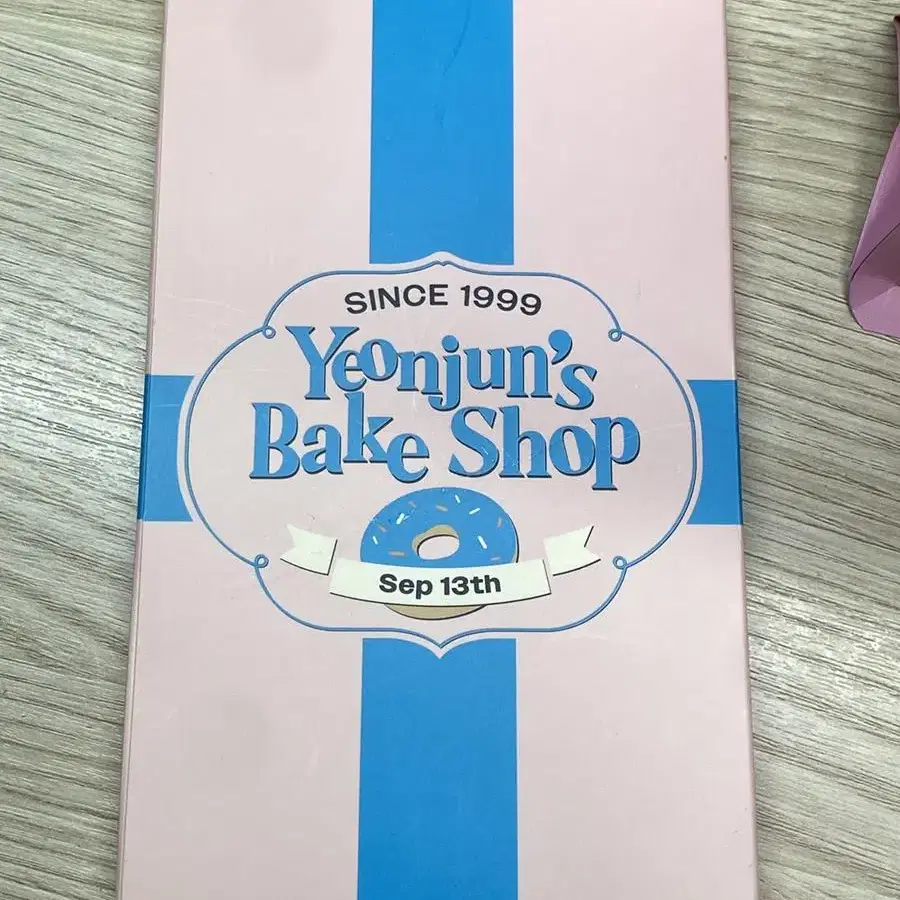 SINCE 1999
Yeonjun's
Bake Shop
Sep 13th